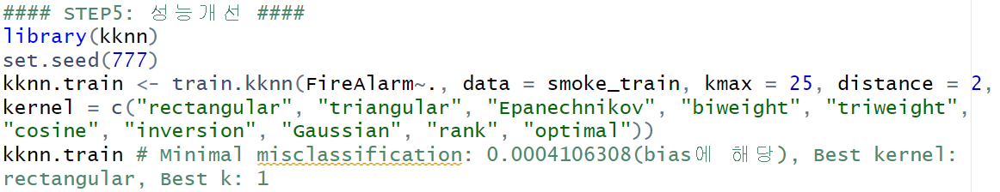 #### STEP5: 성능개선 ####
library(kknn)
set.seed(777)
kknn.train <- train.kknn(FireAlarm~., data = smoke_train, kmax = 25, distance = 2,
kernel = c("rectangular", "triangular", "Epanechnikov", "biweight", "triweight",
"cosine", "inversion", "Gaussian", "rank", "optimal"))
kknn.train # Minimal misclassification: 0.0004106308(bias에 해당), Best kernel:
rectangular, Best k: 1